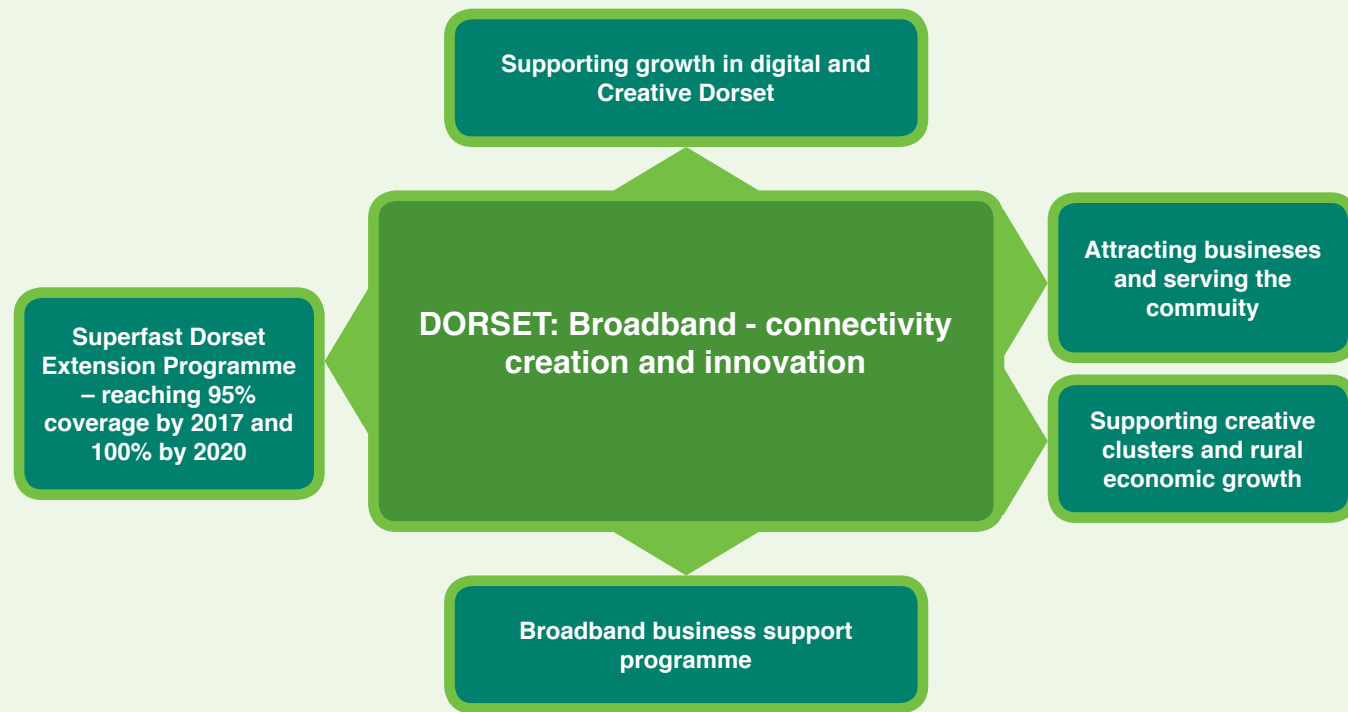 Supporting growth in digital and
Creative Dorset
DORSET: Broadband - connectivity
creation and innovation
Attracting busineses
and serving the
commuity
Superfast Dorset
Extension Programme
– reaching 95%
coverage by 2017 and
100% by 2020
Supporting creative
clusters and rural
economic growth
Broadband business support
programme